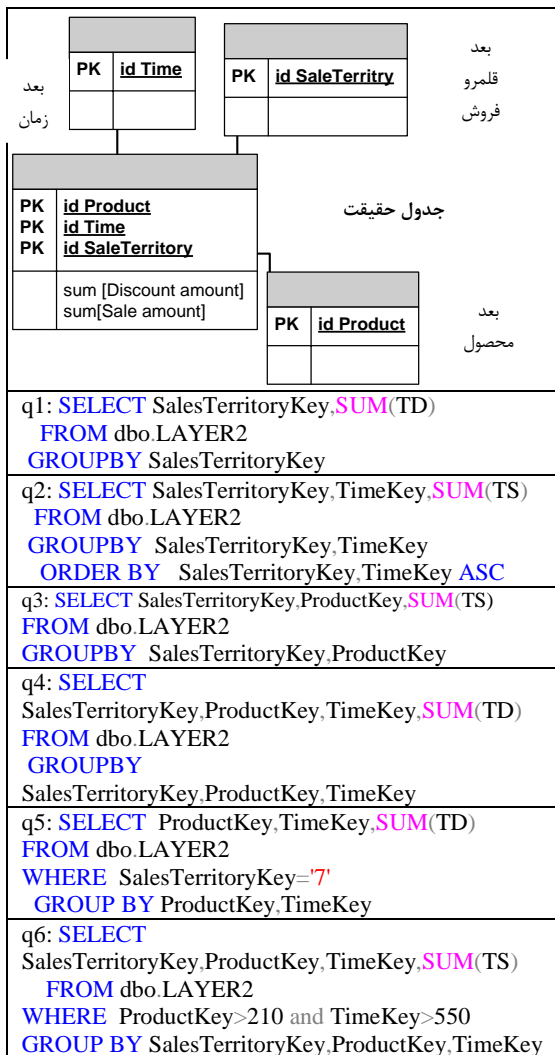 بعد
زمان
PK id Time
PK id SaleTerritry
بعد
قلمرو
فروش
PK id Product
PK id Time
PK id SaleTerritory
sum [Discount amount]
sum[Sale amount]
جدول حقیقت
PK id Product
بعد
محصول
q1: SELECT SalesTerritoryKey,SUM(TD)
FROM dbo.LAYER2
GROUPBY SalesTerritoryKey
q2: SELECT SalesTerritoryKey,TimeKey,SUM(TS)
FROM dbo.LAYER2
GROUPBY SalesTerritoryKey,TimeKey
ORDER BY SalesTerritoryKey,TimeKey ASC
q3: SELECT SalesTerritoryKey,ProductKey,SUM(TS)
FROM dbo.LAYER2
GROUPBY SalesTerritoryKey,ProductKey
q4: SELECT
SalesTerritoryKey,ProductKey,TimeKey,SUM(TD)
FROM dbo.LAYER2
GROUPBY
SalesTerritoryKey,ProductKey,TimeKey
q5: SELECT ProductKey,TimeKey,SUM(TD)
FROM dbo.LAYER2
WHERE SalesTerritoryKey='7'
GROUP BY ProductKey,TimeKey
q6: SELECT
SalesTerritoryKey,ProductKey,TimeKey,SUM(TS)
FROM dbo.LAYER2
WHERE ProductKey>210 and TimeKey>550
GROUP BY SalesTerritoryKey,ProductKey,TimeKey